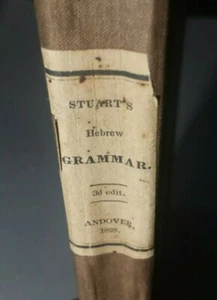 STUART'S
Hebrew
GRAMMAR.
3d edit.
ANDOVER,
1828.